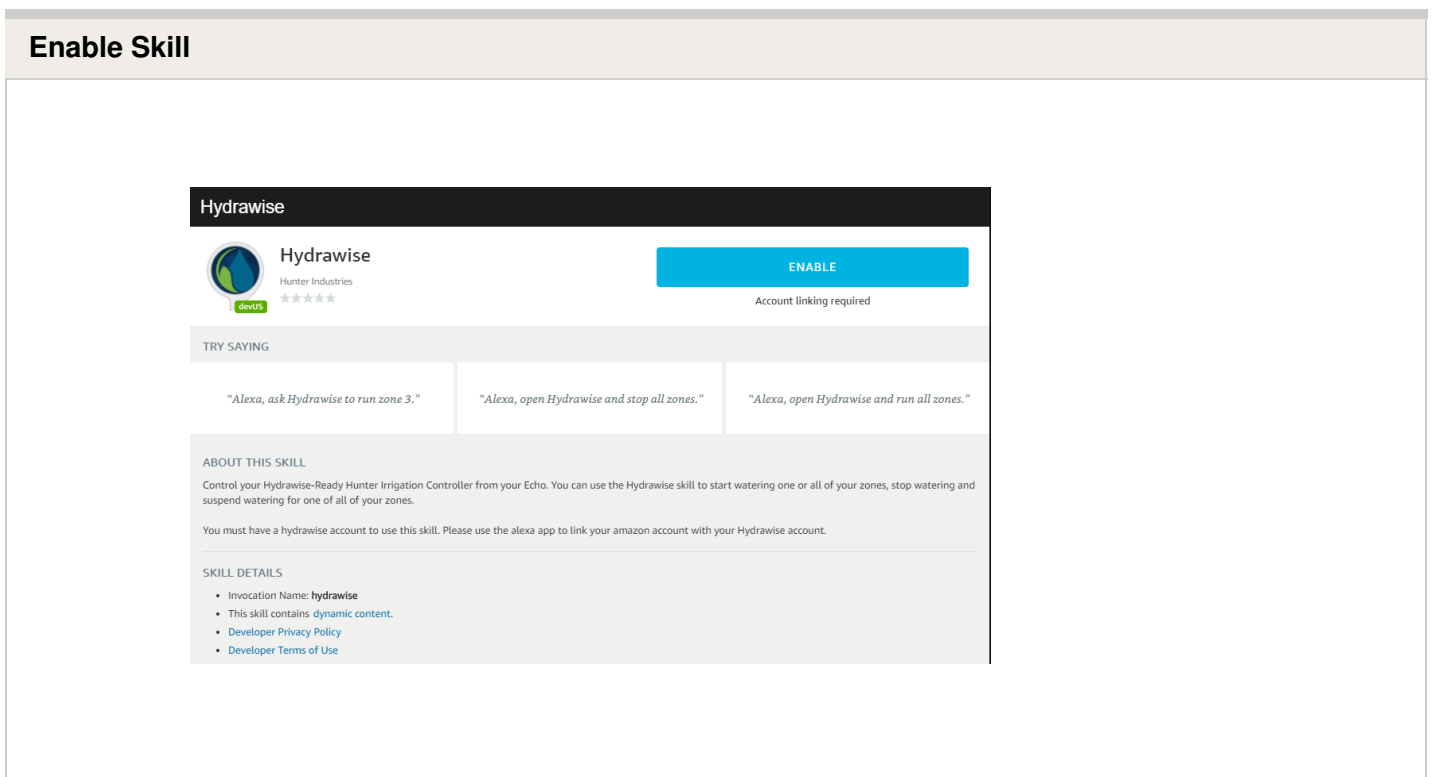 Enable Skill
Hydrawise
Hydrawise
Hunter Industries
devUS
ENABLE
Account linking required
TRY SAYING
"Alexa, ask Hydrawise to run zone 3."
"Alexa, open Hydrawise and stop all zones."
"Alexa, open Hydrawise and run all zones."
ABOUT THIS SKILL
Control your Hydrawise-Ready Hunter Irrigation Controller from your Echo. You can use the Hydrawise skill to start watering one or all of your zones, stop watering and
suspend watering for one of all of your zones.
You must have a hydrawise account to use this skill. Please use the alexa app to link your amazon account with your Hydrawise account.
SKILL DETAILS
• Invocation Name: hydrawise
• This skill contains dynamic content.
• Developer Privacy Policy
• Developer Terms of Use